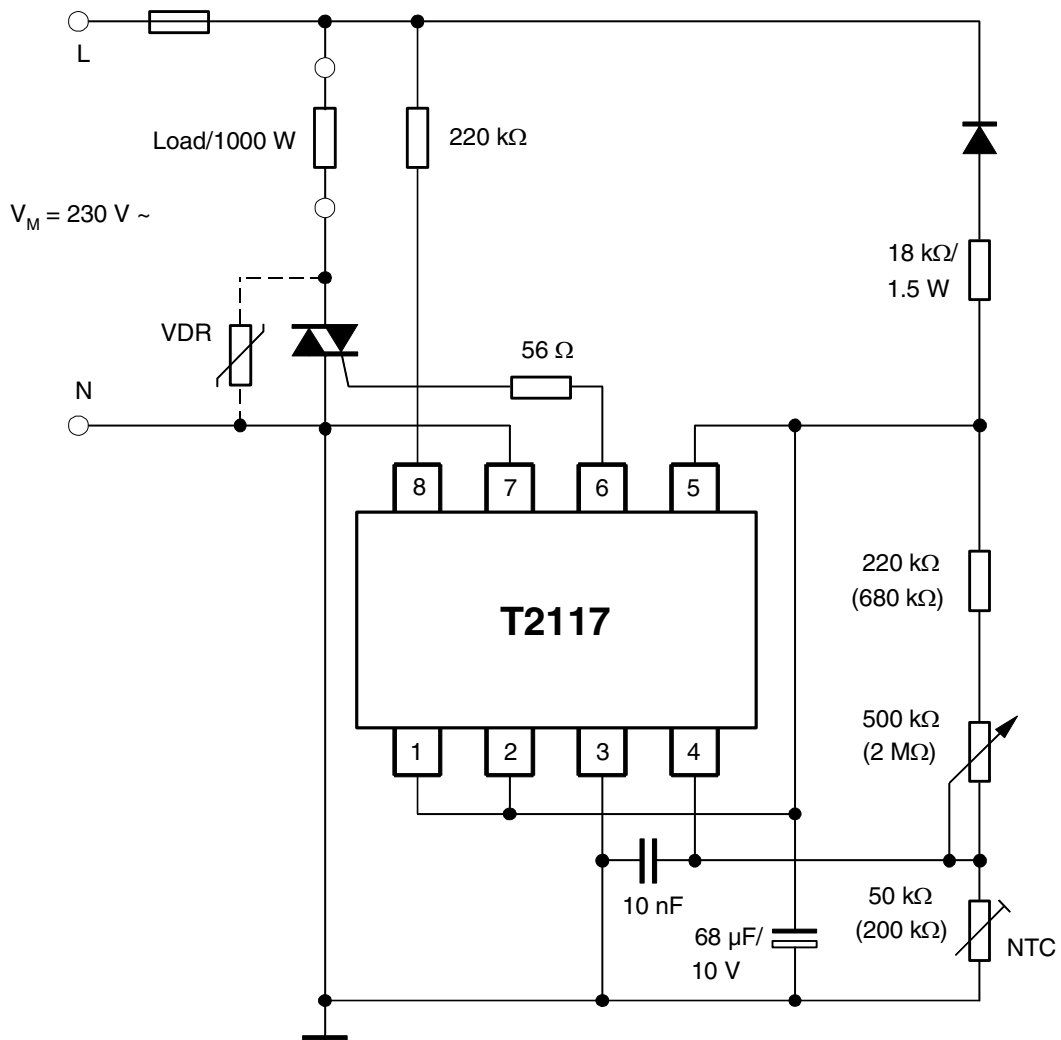 L
Load/1000 W
220 kΩ
V_M = 230 V ~
18 kΩ/
1.5 W
VDR
56 Ω
N
8
7
6
5
220 kΩ
(680 kΩ)
T2117
500 kΩ
(2 MΩ)
1
2
3
4
10 nF
50 kΩ
(200 kΩ)
68 µF/
10 V
NTC